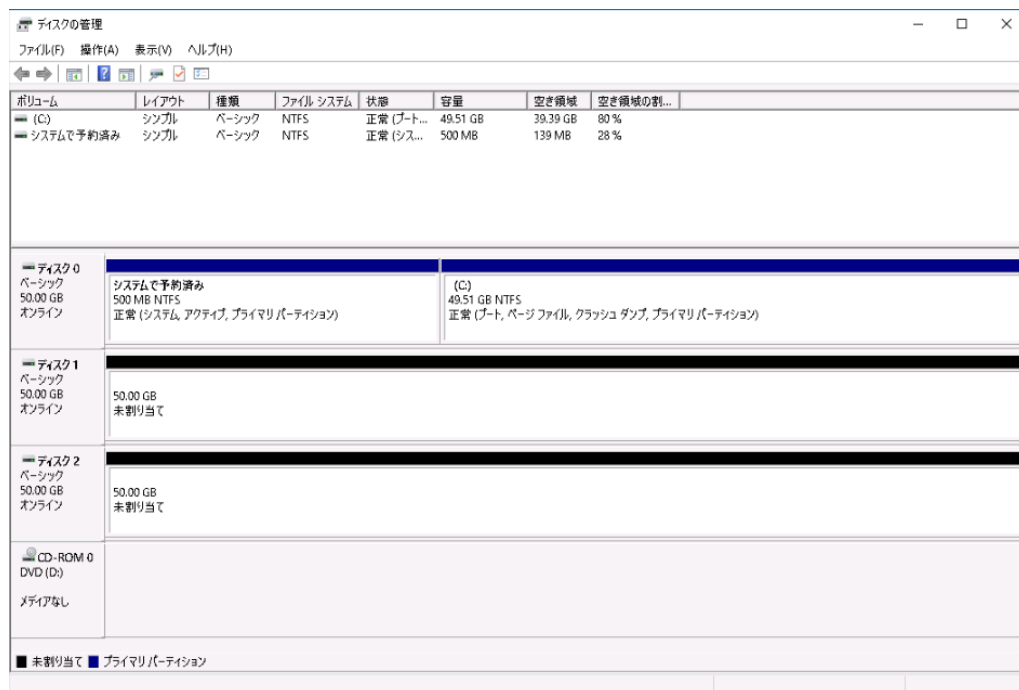 ディスクの管理
ファイル(F) 操作(A) 表示(V) ヘルプ(H)
ボリューム レイアウト 種類 ファイル システム 状態 容量 空き領域 空き領域の割...
(C:) シンプル ベーシック NTFS 正常 (ブート... 49.51 GB 39.39 GB 80 %
システムで予約済み シンプル ベーシック NTFS 正常 (シス... 500 MB 139 MB 28 %
ディスク 0
ベーシック
50.00 GB
オンライン
システムで予約済み
500 MB NTFS
正常 (システム, アクティブ, プライマリ パーティション)
(C:)
49.51 GB NTFS
正常 (ブート, ページ ファイル, クラッシュ ダンプ, プライマリ パーティション)
ディスク 1
ベーシック
50.00 GB
オンライン
50.00 GB
未割り当て
ディスク 2
ベーシック
50.00 GB
オンライン
50.00 GB
未割り当て
CD-ROM 0
DVD (D:)
メディアなし
未割り当て プライマリ パーティション